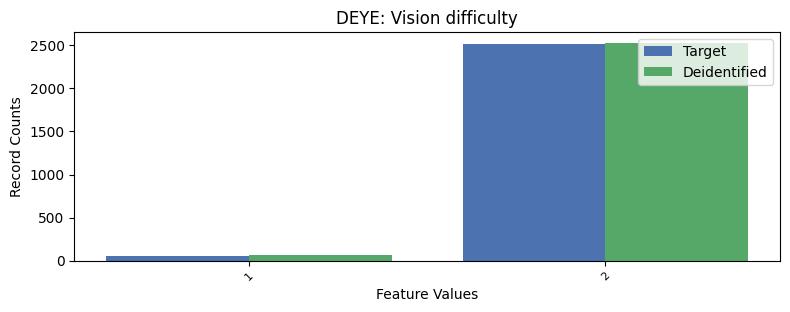 DEYE: Vision difficulty
Target
Deidentified
Record Counts
2500
2000
1500
1000
500
0
1
2
Feature Values